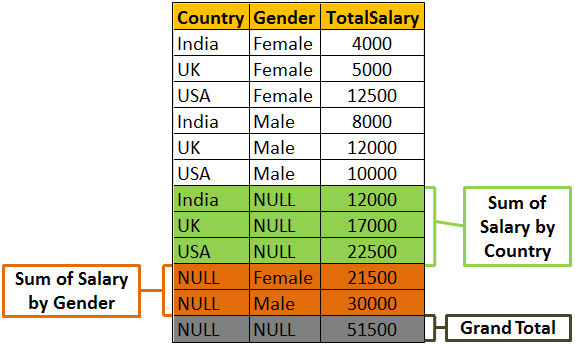 Country Gender TotalSalary
India Female 4000
UK Female 5000
USA Female 12500
India Male 8000
UK Male 12000
USA Male 10000
India NULL 12000
UK NULL 17000
USA NULL 22500
NULL Female 21500
NULL Male 30000
NULL NULL 51500
Sum of
Salary by
Country
Sum of Salary
by Gender
Grand Total